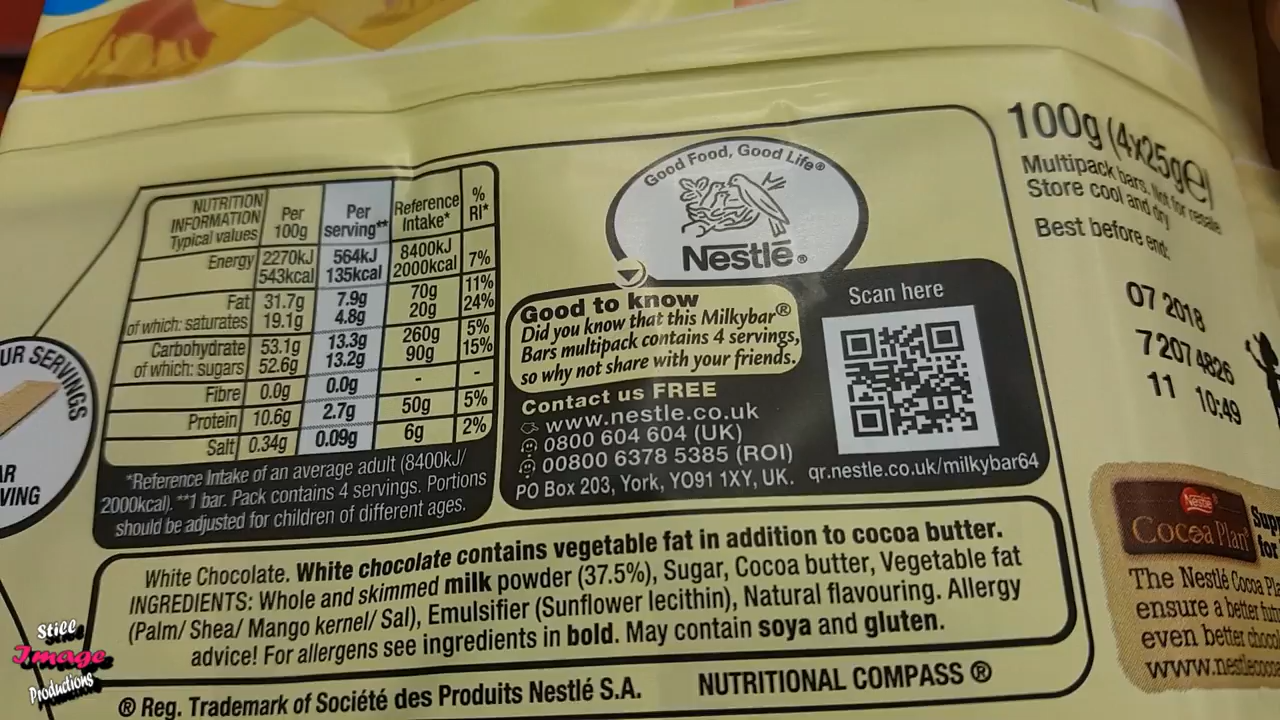 NUTRITION INFORMATION Typical values | Per 100g | Per serving** | Reference Intake* | % RI*
Energy | 2270kJ 543kcal | 564kJ 135kcal | 8400kJ 2000kcal | 7%
Fat | 31.7g | 7.9g | 70g | 11%
of which: saturates | 19.1g | 4.8g | 20g | 24%
Carbohydrate | 53.1g | 13.3g | 260g | 5%
of which: sugars | 52.6g | 13.2g | 90g | 15%
Fibre | 0.0g | 0.0g | - | -
Protein | 10.6g | 2.7g | 50g | 5%
Salt | 0.34g | 0.09g | 6g | 2%
*Reference Intake of an average adult (8400kJ/
2000kcal). **1 bar. Pack contains 4 servings. Portions
should be adjusted for children of different ages.
Good Food, Good Life®
Nestlé®
Good to know
Did you know that this Milkybar®
Bars multipack contains 4 servings,
so why not share with your friends.
Contact us FREE
www.nestle.co.uk
0800 604 604 (UK)
00800 6378 5385 (ROI)
PO Box 203, York, YO91 1XY, UK.
Scan here
qr.nestle.co.uk/milkybar64
100g (4x25g℮)
Multipack bars. Not for resale
Store cool and dry
Best before end:
07 2018
7 207 4826
11 10:49
SERVINGS
White Chocolate. White chocolate contains vegetable fat in addition to cocoa butter.
INGREDIENTS: Whole and skimmed milk powder (37.5%), Sugar, Cocoa butter, Vegetable fat
(Palm/ Shea/ Mango kernel/ Sal), Emulsifier (Sunflower lecithin), Natural flavouring. Allergy
advice! For allergens see ingredients in bold. May contain soya and gluten.
® Reg. Trademark of Société des Produits Nestlé S.A.
NUTRITIONAL COMPASS ®
Nestlé
Cocoa Plan
for
The Nestlé Cocoa
ensure a better
even better
Still
Image
Productions